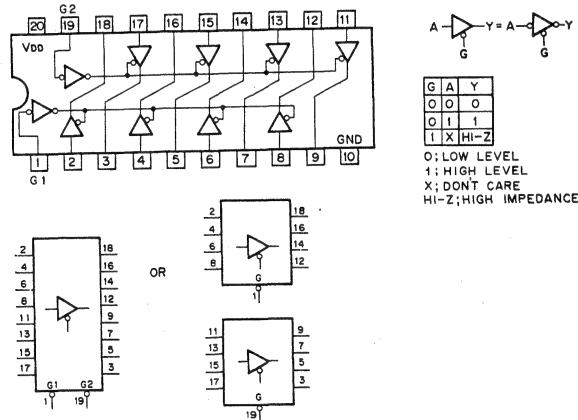 G2
20 19 18 17 16 15 14 13 12 11
VDD
GND
1 2 3 4 5 6 7 8 9 10
G1
A Y = A Y
G G
G A Y
0 0 0
0 1 1
1 X HI-Z
0; LOW LEVEL
1; HIGH LEVEL
X; DON'T CARE
HI-Z; HIGH IMPEDANCE
2 18
4 16
6 14
8 12
11 9
13 7
15 5
17 3
G1 G2
1 19
OR
2 18
4 16
6 14
8 12
G
1
11 9
13 7
15 5
17 3
G
19